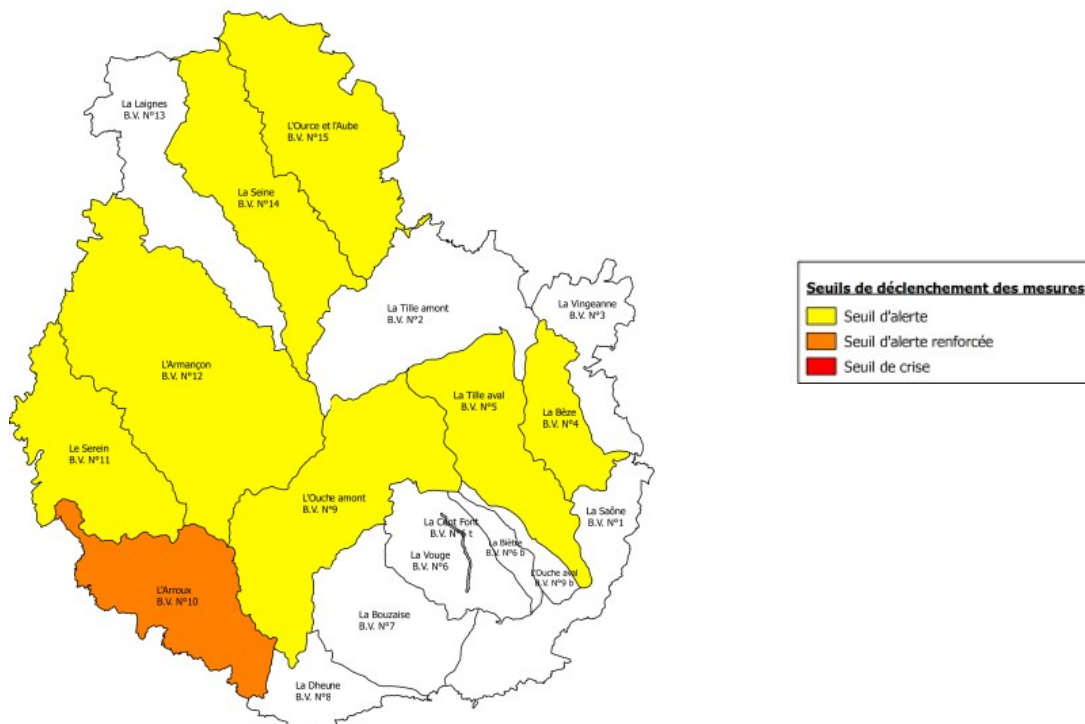 La Laignes
B.V. N°13
L'Ource et l'Aube
B.V. N°15
La Seine
B.V. N°14
La Tille amont
B.V. N°2
La Vingeanne
B.V. N°3
Seuils de déclenchement des mesures
Seuil d'alerte
Seuil d'alerte renforcée
Seuil de crise
L'Armançon
B.V. N°12
La Tille aval
B.V. N°5
La Bèze
B.V. N°4
Le Serein
B.V. N°11
L'Ouche amont
B.V. N°9
La Saône
B.V. N°1
La Cent Font
B.V. N°6 t
La Biètre
B.V. N°6 b
La Vouge
B.V. N°6
L'Ouche aval
B.V. N°9 b
L'Arroux
B.V. N°10
La Bouzaise
B.V. N°7
La Dheune
B.V. N°8